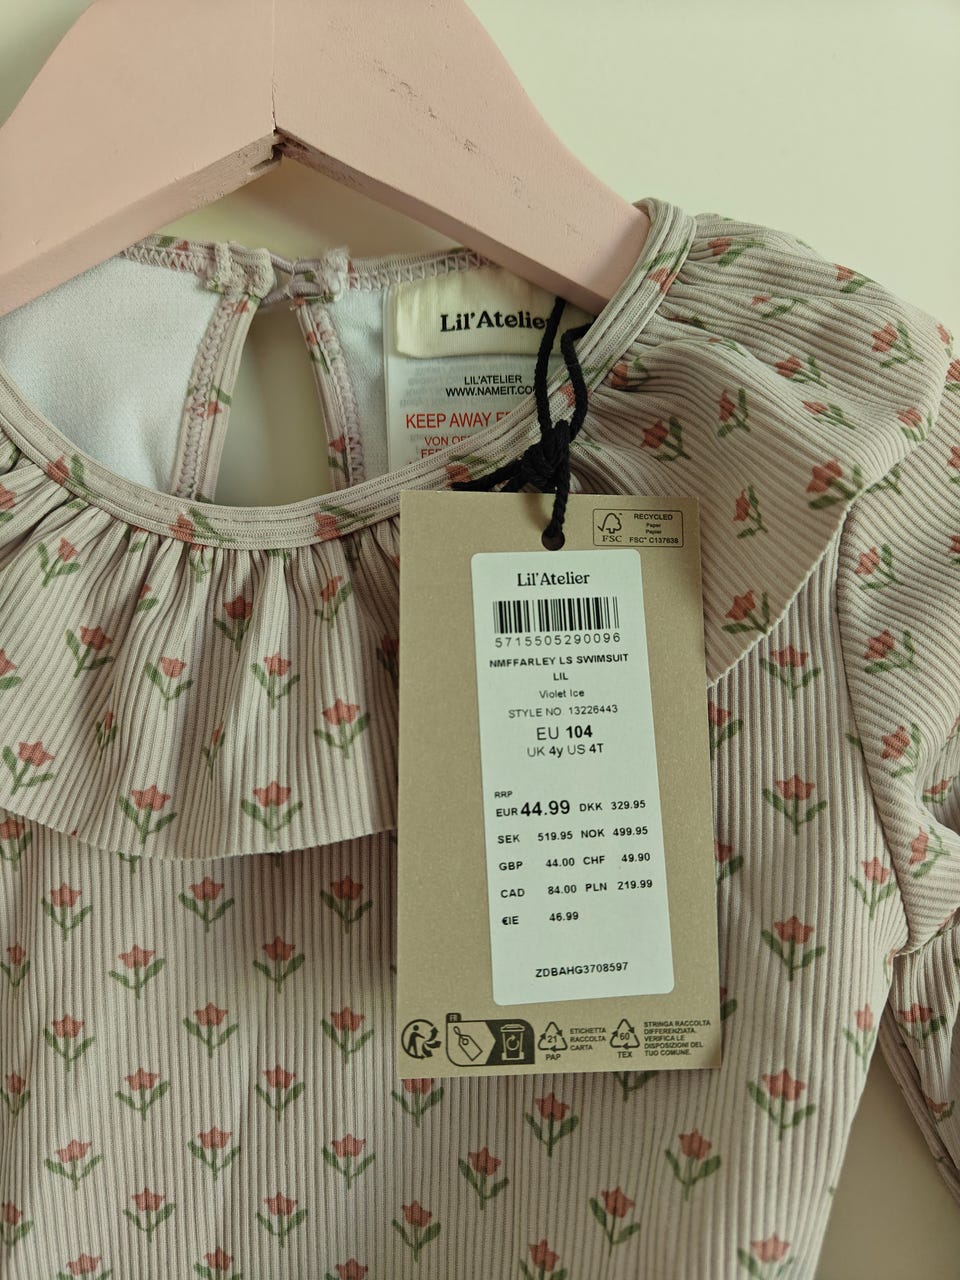 Lil'Atelie
LIL'ATELIER
WWW.NAMEIT.CO
KEEP AWAY F
VON OF
FER
FSC
RECYCLED
Paper
Papier
FSC® C137638
Lil'Atelier
5715505290096
NMFFARLEY LS SWIMSUIT
LIL
Violet Ice
STYLE NO. 13226443
EU 104
UK 4y US 4T
RRP
EUR 44.99 DKK 329.95
SEK 519.95 NOK 499.95
GBP 44.00 CHF 49.90
CAD 84.00 PLN 219.99
€IE 46.99
ZDBAHG3708597
FR
21
PAP
ETICHETTA
RACCOLTA
CARTA
60
TEX
STRINGA RACCOLTA
DIFFERENZIATA.
VERIFICA LE
DISPOSIZIONI DEL
TUO COMUNE.